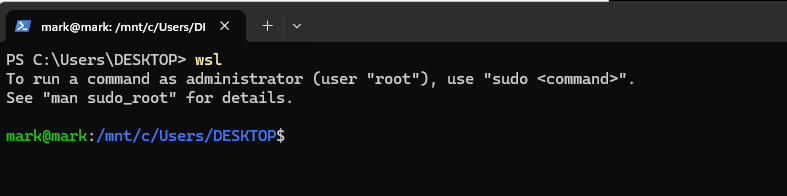 mark@mark: /mnt/c/Users/DI
PS C:\Users\DESKTOP> wsl
To run a command as administrator (user "root"), use "sudo <command>".
See "man sudo_root" for details.
mark@mark:/mnt/c/Users/DESKTOP$